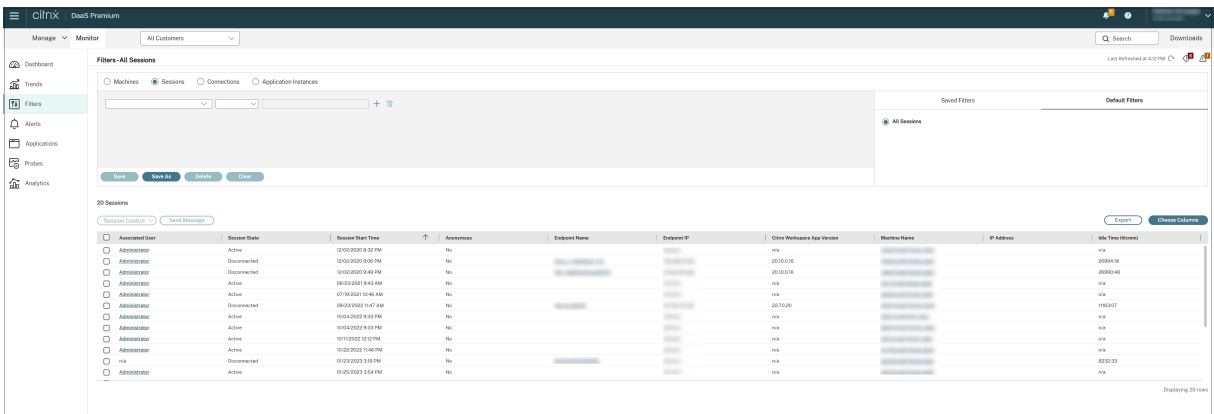 citrix | DaaS Premium
Manage Monitor All Customers Search Downloads
Filters - All Sessions Last Refreshed at 4:12 PM
Dashboard
Trends
Filters
Alerts
Applications
Probes
Analytics
Machines Sessions Connections Application Instances
Saved Filters Default Filters
All Sessions
Save Save As Delete Clear
20 Sessions
Session Control Send Message Export Choose Columns
Associated User Session State Session Start Time Anonymous Endpoint Name Endpoint IP Citrix Workspace App Version Machine Name IP Address Idle Time (hh:mm)
Administrator Active 12/02/2020 8:32 PM No n/a n/a
Administrator Disconnected 12/02/2020 9:06 PM No 20.10.0.16 26994:18
Administrator Disconnected 12/02/2020 9:49 PM No 20.10.0.16 26990:40
Administrator Active 06/23/2021 9:43 AM No n/a n/a
Administrator Active 07/19/2021 10:46 AM No n/a n/a
Administrator Disconnected 09/23/2022 11:47 AM No 22.7.0.20 11163:07
Administrator Active 10/04/2022 9:33 PM No n/a n/a
Administrator Active 10/04/2022 9:33 PM No n/a n/a
Administrator Active 10/11/2022 12:12 PM No n/a n/a
Administrator Active 10/22/2022 11:46 PM No n/a n/a
n/a Disconnected 01/23/2023 3:19 PM No n/a 8232:33
Administrator Active 01/25/2023 3:54 PM No n/a n/a
Displaying 20 rows